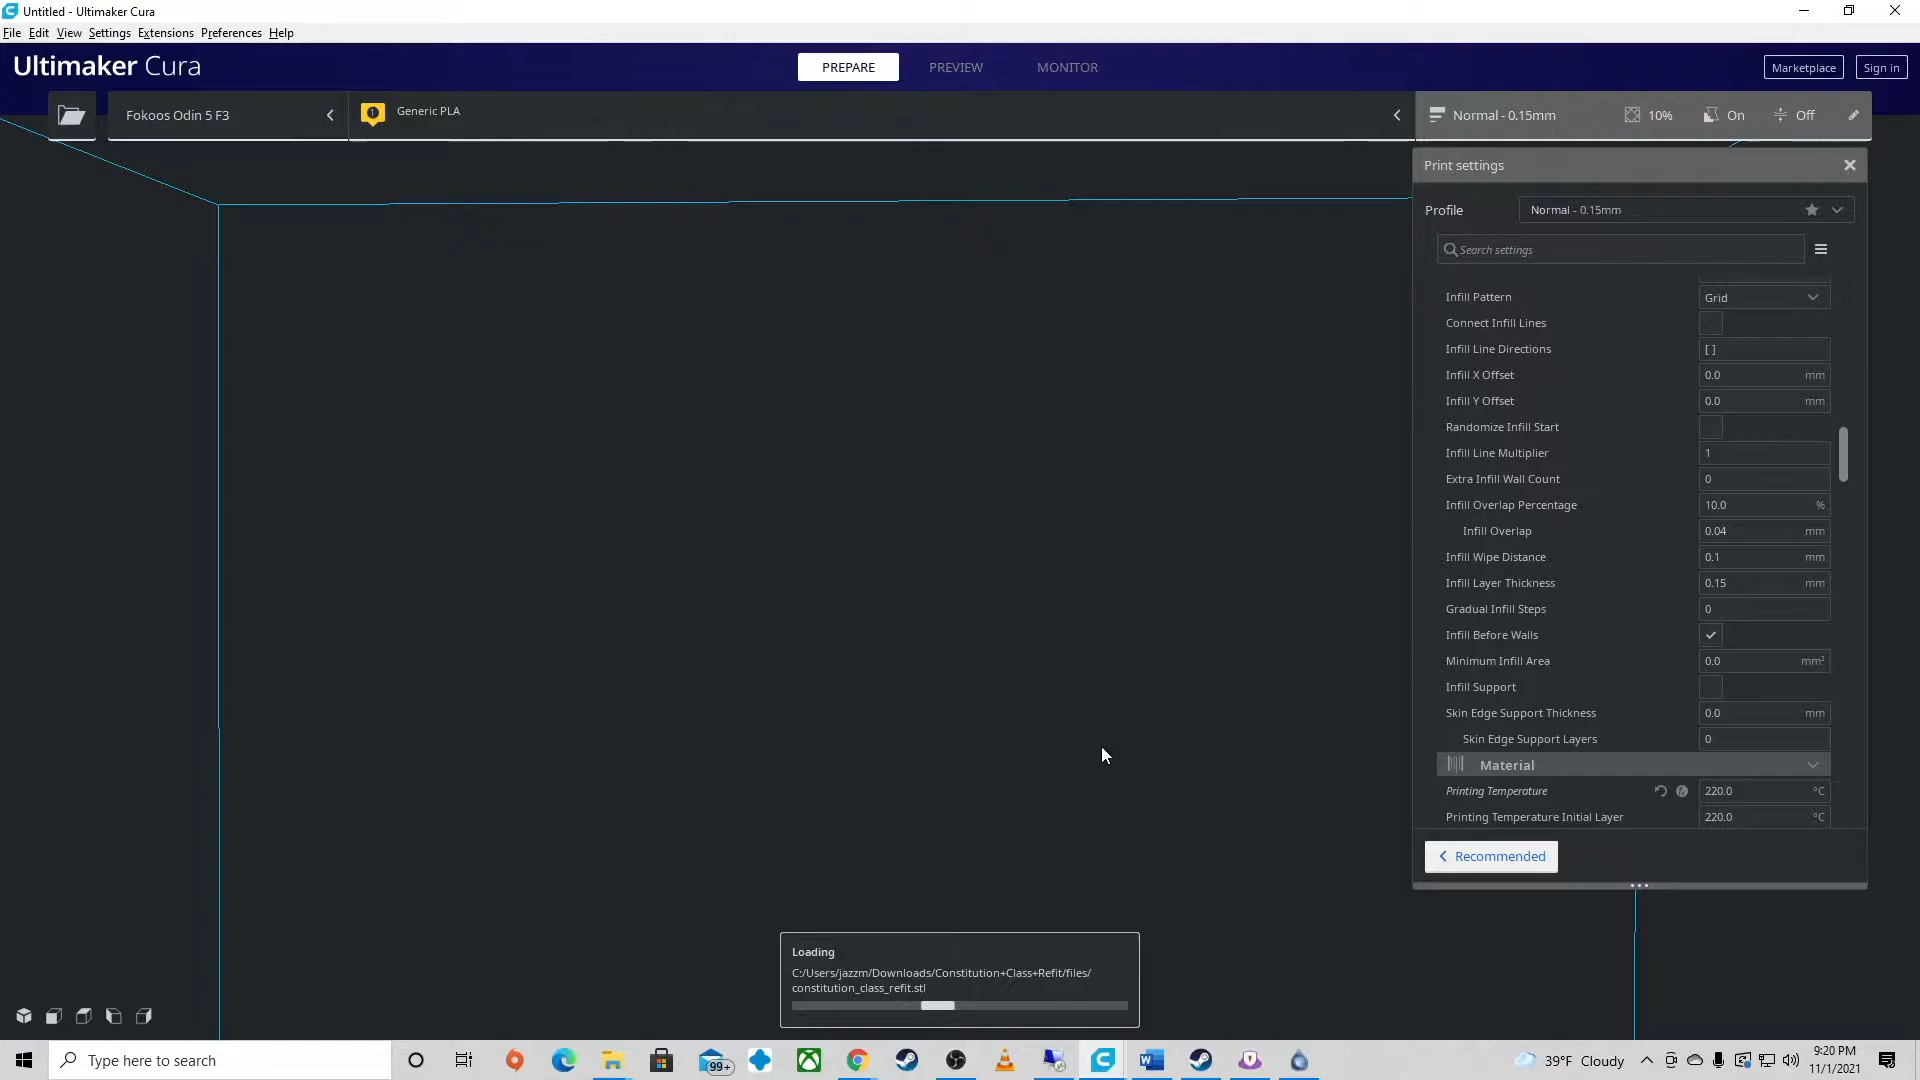 Untitled - Ultimaker Cura
File Edit View Settings Extensions Preferences Help
Ultimaker Cura
PREPARE PREVIEW MONITOR
Marketplace Sign in
Fokoos Odin 5 F3
1 Generic PLA
Normal - 0.15mm 10% On Off
Print settings
Profile Normal - 0.15mm
Search settings
Infill Pattern Grid
Connect Infill Lines
Infill Line Directions [ ]
Infill X Offset 0.0 mm
Infill Y Offset 0.0 mm
Randomize Infill Start
Infill Line Multiplier 1
Extra Infill Wall Count 0
Infill Overlap Percentage 10.0 %
Infill Overlap 0.04 mm
Infill Wipe Distance 0.1 mm
Infill Layer Thickness 0.15 mm
Gradual Infill Steps 0
Infill Before Walls
Minimum Infill Area 0.0 mm²
Infill Support
Skin Edge Support Thickness 0.0 mm
Skin Edge Support Layers 0
Material
Printing Temperature 220.0 °C
Printing Temperature Initial Layer 220.0 °C
Recommended
Loading
C:/Users/jazzm/Downloads/Constitution+Class+Refit/files/
constitution_class_refit.stl
Type here to search
99+
39°F Cloudy
9:20 PM
11/1/2021